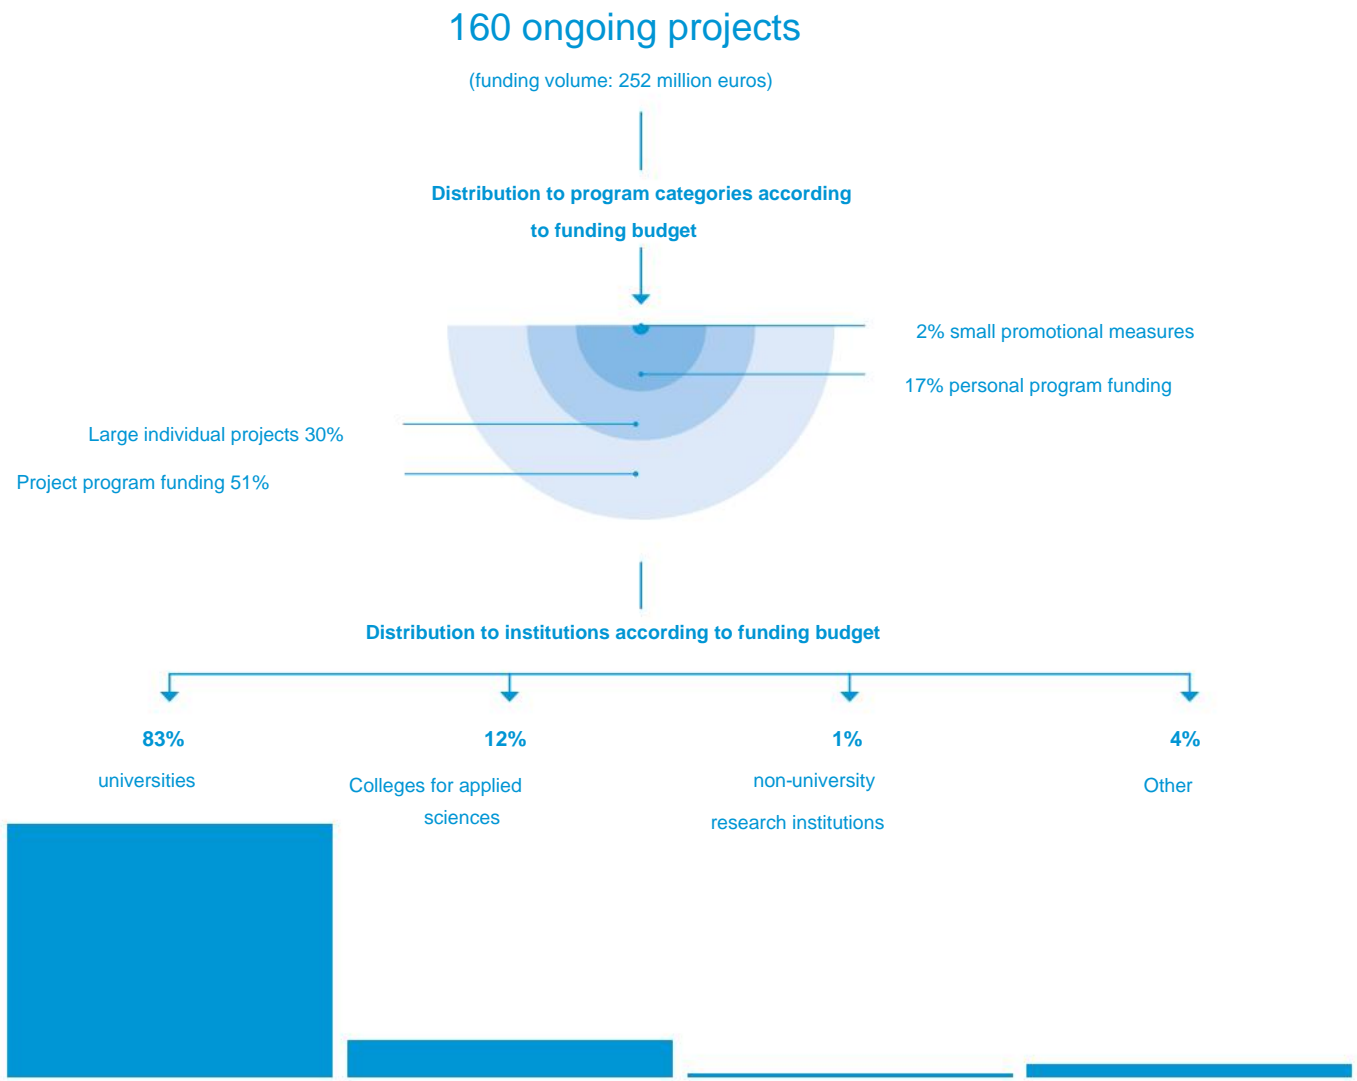 160 ongoing projects
(funding volume: 252 million euros)
Distribution to program categories according
to funding budget
2% small promotional measures
17% personal program funding
Large individual projects 30%
Project program funding 51%
Distribution to institutions according to funding budget
83%
universities
12%
Colleges for applied
sciences
1%
non-university
research institutions
4%
Other